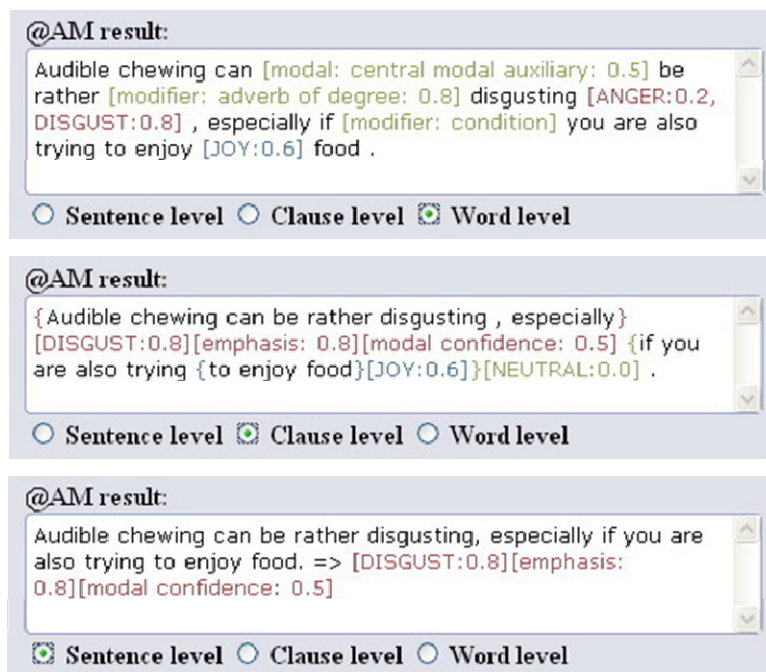 @AM result:
Audible chewing can [modal: central modal auxiliary: 0.5] be
rather [modifier: adverb of degree: 0.8] disgusting [ANGER:0.2,
DISGUST:0.8] , especially if [modifier: condition] you are also
trying to enjoy [JOY:0.6] food .
Sentence level Clause level Word level
@AM result:
{Audible chewing can be rather disgusting , especially}
[DISGUST:0.8][emphasis: 0.8][modal confidence: 0.5] {if you
are also trying {to enjoy food}[JOY:0.6]}[NEUTRAL:0.0] .
Sentence level Clause level Word level
@AM result:
Audible chewing can be rather disgusting, especially if you are
also trying to enjoy food. => [DISGUST:0.8][emphasis:
0.8][modal confidence: 0.5]
Sentence level Clause level Word level